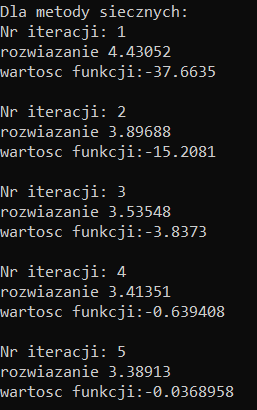 Dla metody siecznych:
Nr iteracji: 1
rozwiazanie 4.43052
wartosc funkcji:-37.6635
Nr iteracji: 2
rozwiazanie 3.89688
wartosc funkcji:-15.2081
Nr iteracji: 3
rozwiazanie 3.53548
wartosc funkcji:-3.8373
Nr iteracji: 4
rozwiazanie 3.41351
wartosc funkcji:-0.639408
Nr iteracji: 5
rozwiazanie 3.38913
wartosc funkcji:-0.0368958